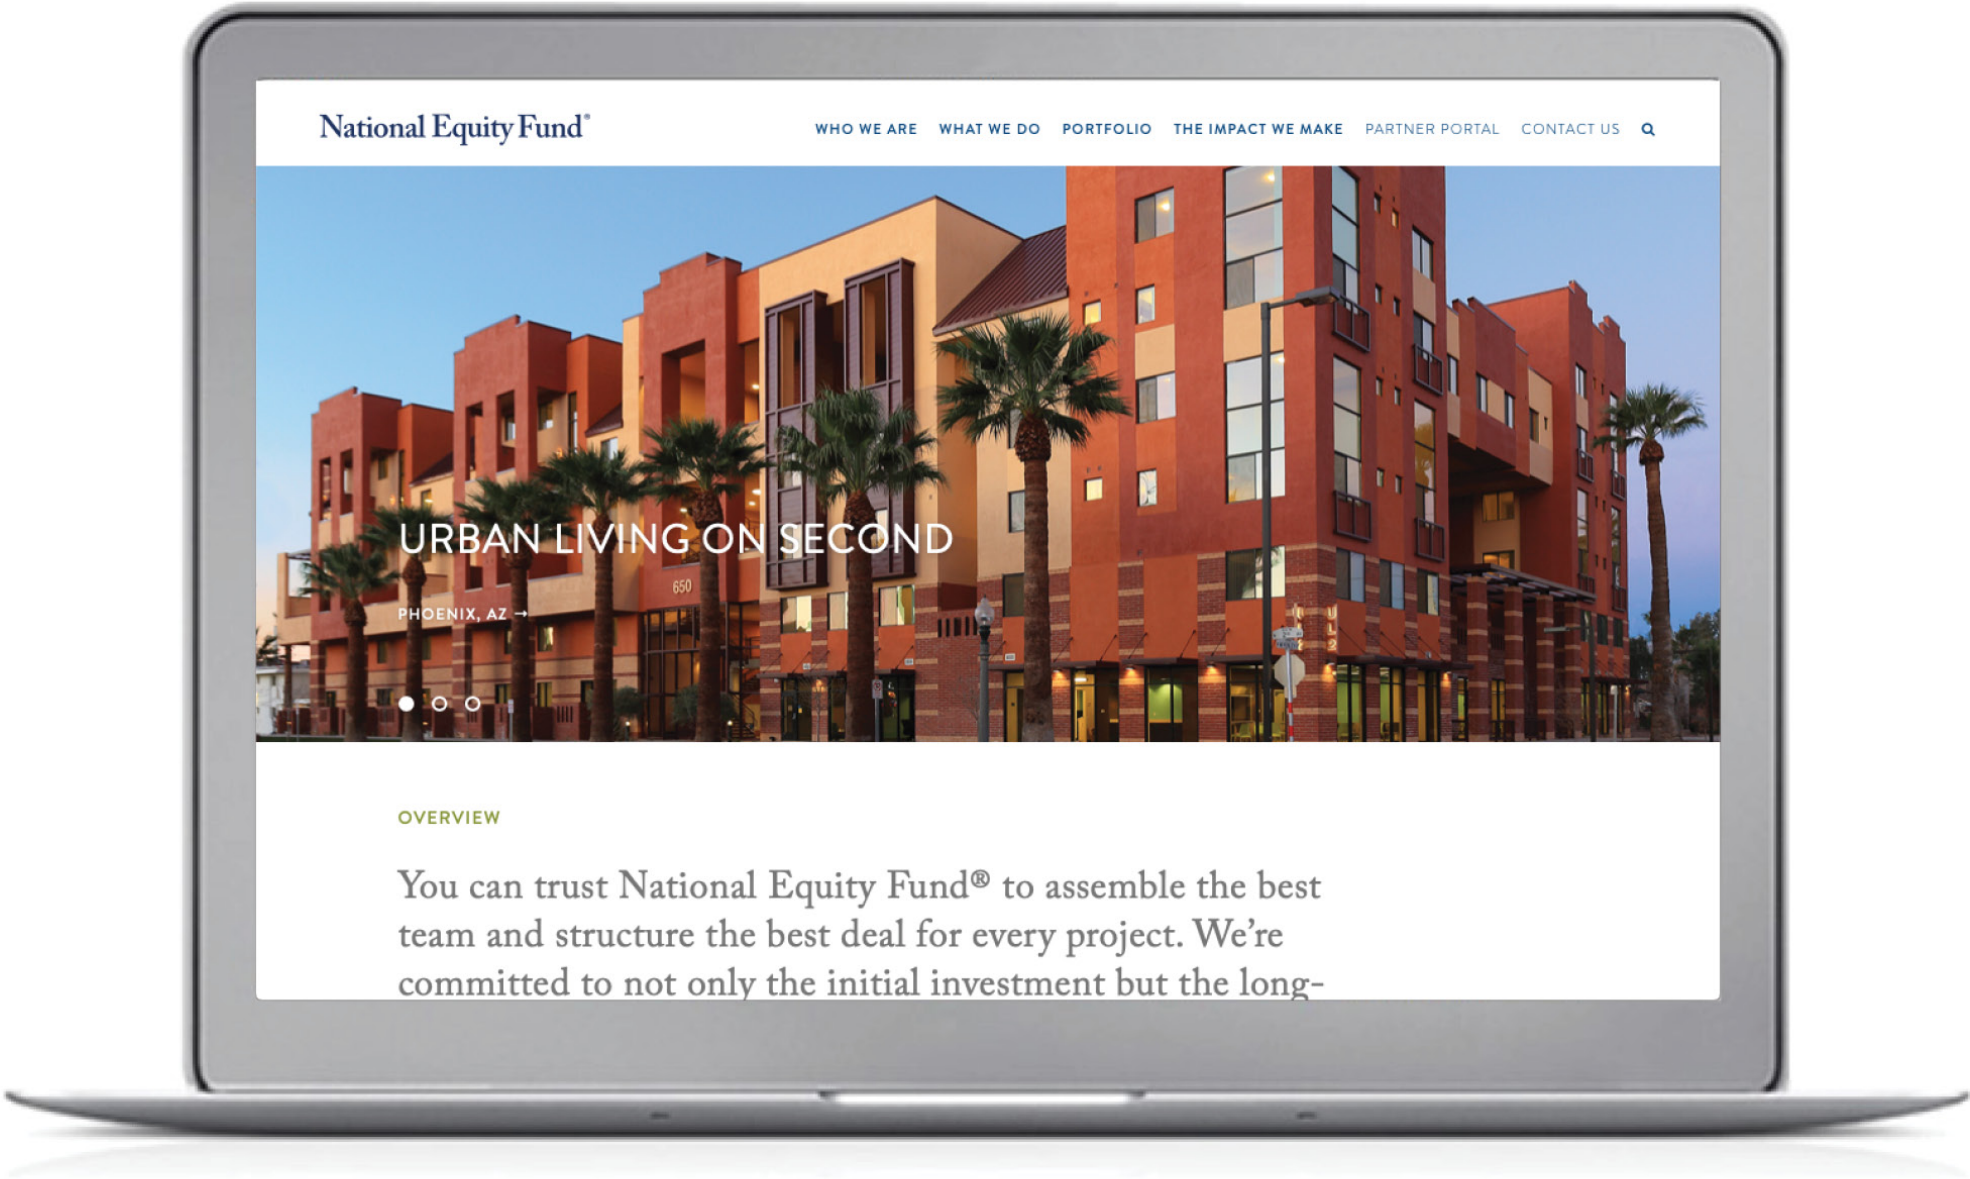 National Equity Fund®
WHO WE ARE WHAT WE DO PORTFOLIO THE IMPACT WE MAKE PARTNER PORTAL CONTACT US
URBAN LIVING ON SECOND
650
PHOENIX, AZ →
UL2
OVERVIEW
You can trust National Equity Fund® to assemble the best
team and structure the best deal for every project. We’re
committed to not only the initial investment but the long-